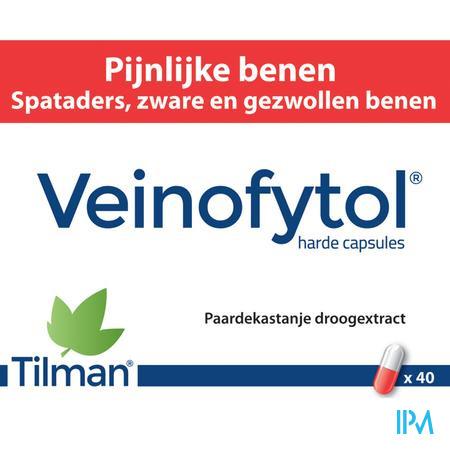 Pijnlijke benen
Spataders, zware en gezwollen benen
Veinofytol®
harde capsules
Paardekastanje droogextract
Tilman®
x 40
IPM